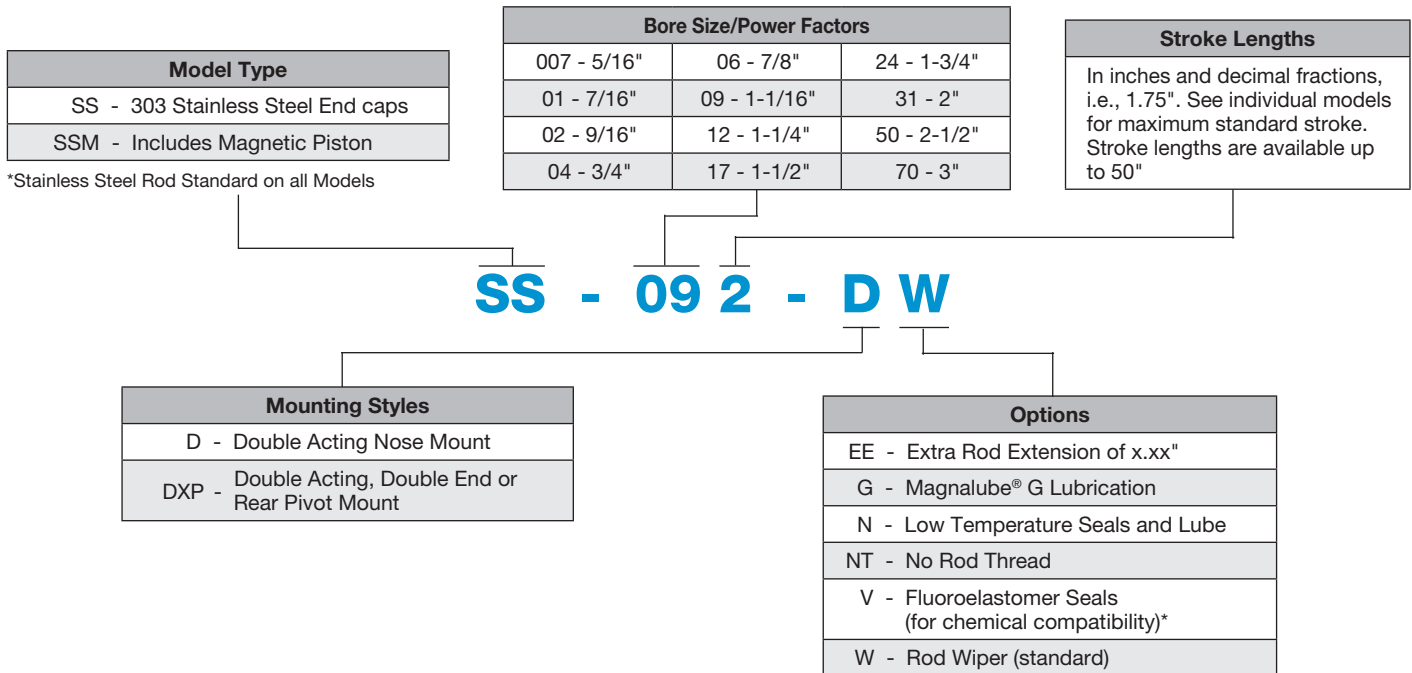 Model Type
SS - 303 Stainless Steel End caps
SSM - Includes Magnetic Piston
*Stainless Steel Rod Standard on all Models
Bore Size/Power Factors
007 - 5/16" 06 - 7/8" 24 - 1-3/4"
01 - 7/16" 09 - 1-1/16" 31 - 2"
02 - 9/16" 12 - 1-1/4" 50 - 2-1/2"
04 - 3/4" 17 - 1-1/2" 70 - 3"
Stroke Lengths
In inches and decimal fractions,
i.e., 1.75". See individual models
for maximum standard stroke.
Stroke lengths are available up
to 50"
SS - 09 2 - D W
Mounting Styles
D - Double Acting Nose Mount
DXP - Double Acting, Double End or
Rear Pivot Mount
Options
EE - Extra Rod Extension of x.xx"
G - Magnalube® G Lubrication
N - Low Temperature Seals and Lube
NT - No Rod Thread
V - Fluoroelastomer Seals
(for chemical compatibility)*
W - Rod Wiper (standard)